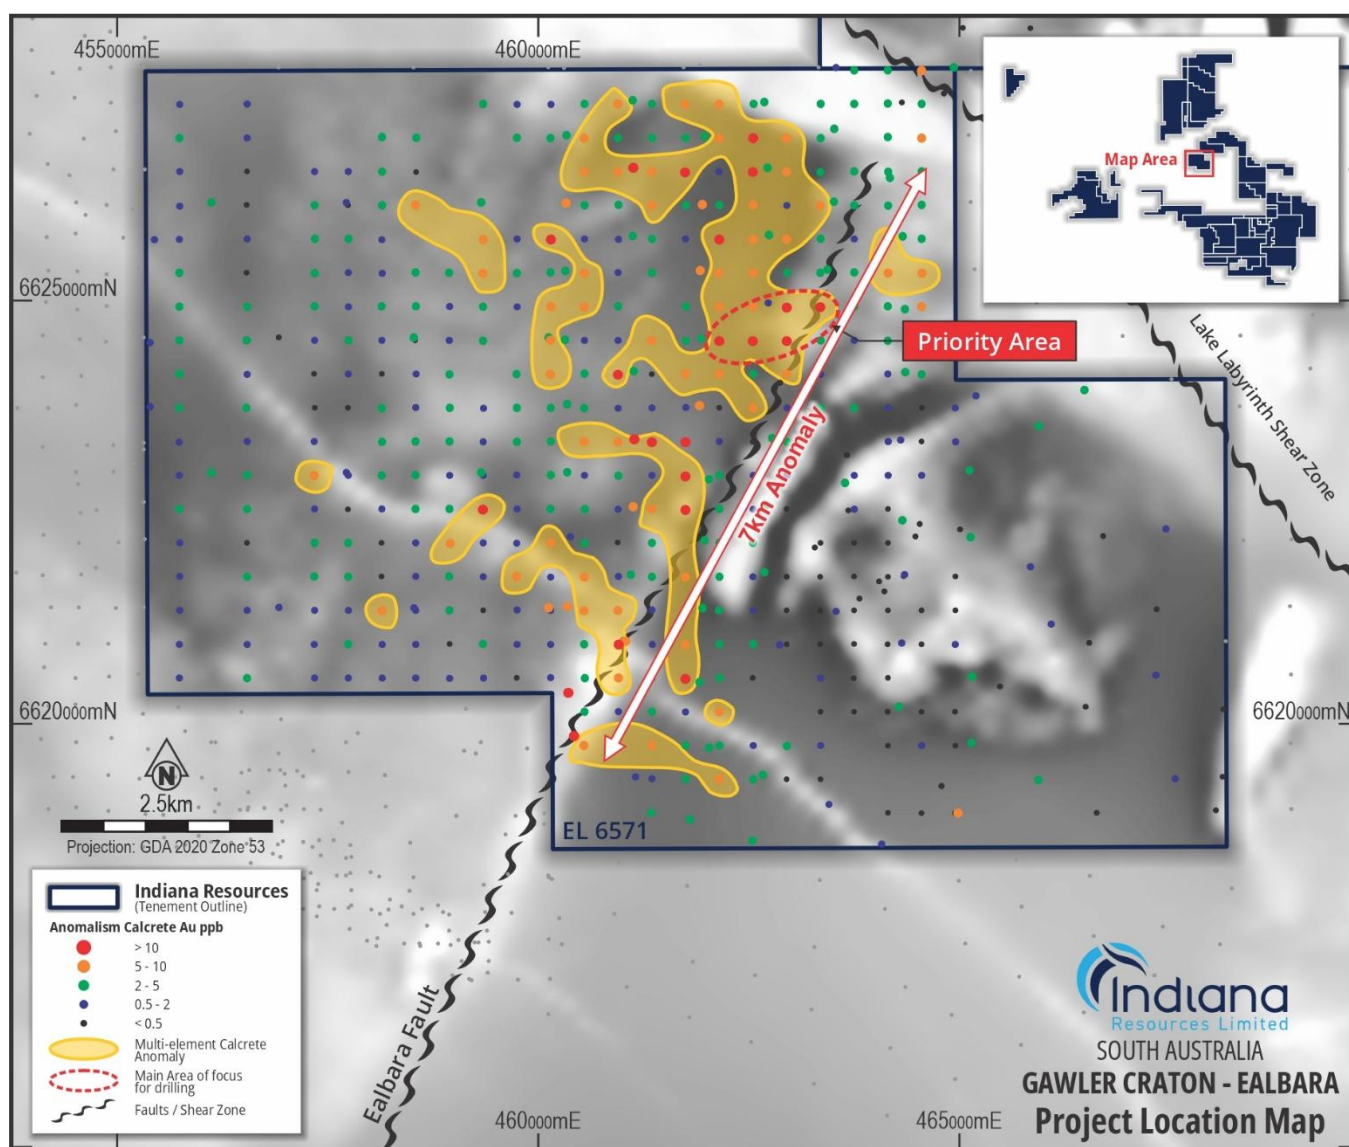 455000mE
460000mE
Map Area
6625000mN
Priority Area
Lake Labyrinth Shear Zone
7km Anomaly
6620000mN
6620000mN
N
2.5km
Projection: GDA 2020 Zone 53
EL 6571
Indiana Resources
(Tenement Outline)
Anomalism Calcrete Au ppb
> 10
5 - 10
2 - 5
0.5 - 2
< 0.5
Multi-element Calcrete
Anomaly
Main Area of focus
for drilling
Faults / Shear Zone
Ealbara Fault
460000mE
465000mE
Indiana
Resources Limited
SOUTH AUSTRALIA
GAWLER CRATON - EALBARA
Project Location Map